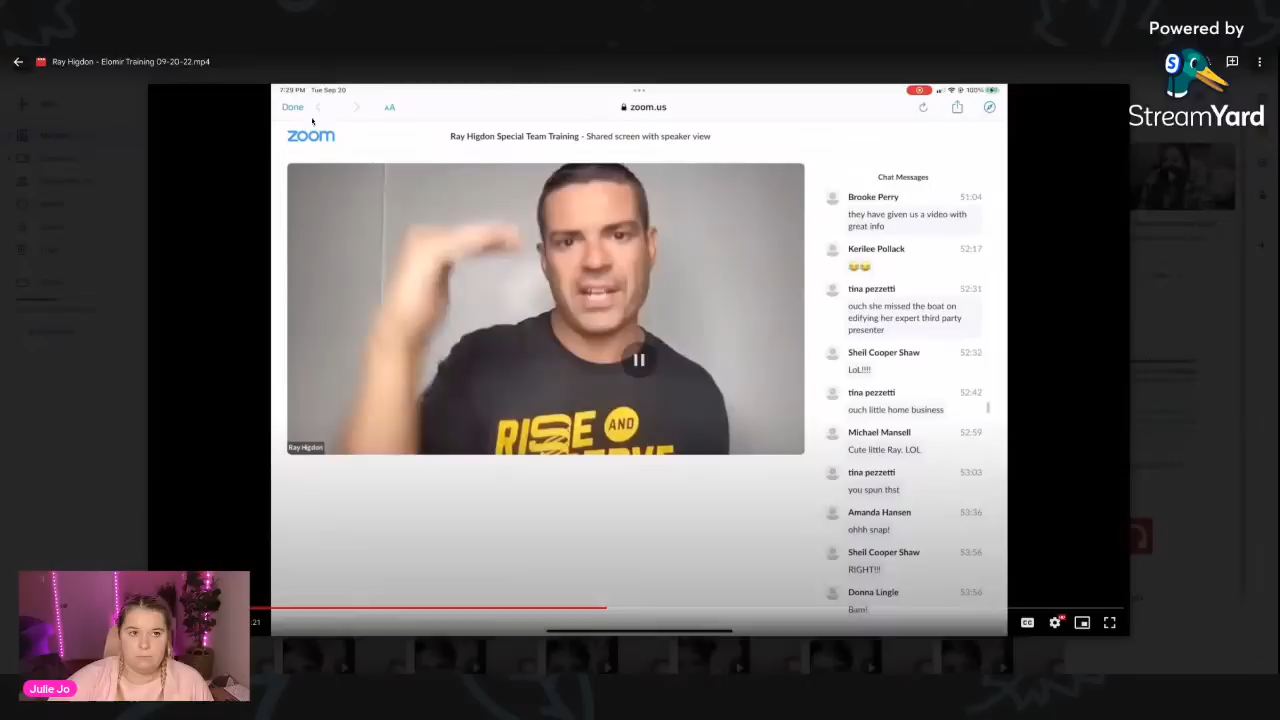 Powered by
StreamYard
Ray Higdon - Elomir Training 09-20-22.mp4
7:29 PM Tue Sep 20
100%
Done
AA
zoom.us
zoom
Ray Higdon Special Team Training - Shared screen with speaker view
Chat Messages
Brooke Perry 51:04
they have given us a video with
great info
Kerilee Pollack 52:17
😂😂
tina pezzetti 52:31
ouch she missed the boat on
edifying her expert third party
presenter
Sheil Cooper Shaw 52:32
LoL!!!!
tina pezzetti 52:42
ouch little home business
Michael Mansell 52:59
Cute little Ray. LOL
tina pezzetti 53:03
you spun thst
Amanda Hansen 53:36
ohhh snap!
Sheil Cooper Shaw 53:56
RIGHT!!!
Donna Lingle 53:56
Bam!
RISE AND
Ray Higdon
:21
CC
Julie Jo